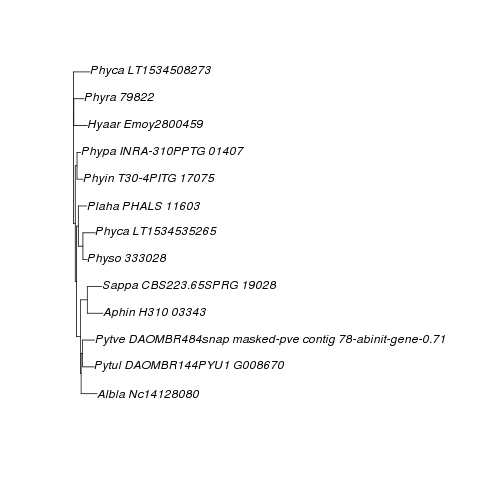 Phyca LT1534508273
Phyra 79822
Hyaar Emoy2800459
Phypa INRA-310PPTG 01407
Phyin T30-4PITG 17075
Plaha PHALS 11603
Phyca LT1534535265
Physo 333028
Sappa CBS223.65SPRG 19028
Aphin H310 03343
Pytve DAOMBR484snap masked-pve contig 78-abinit-gene-0.71
Pytul DAOMBR144PYU1 G008670
Albla Nc14128080